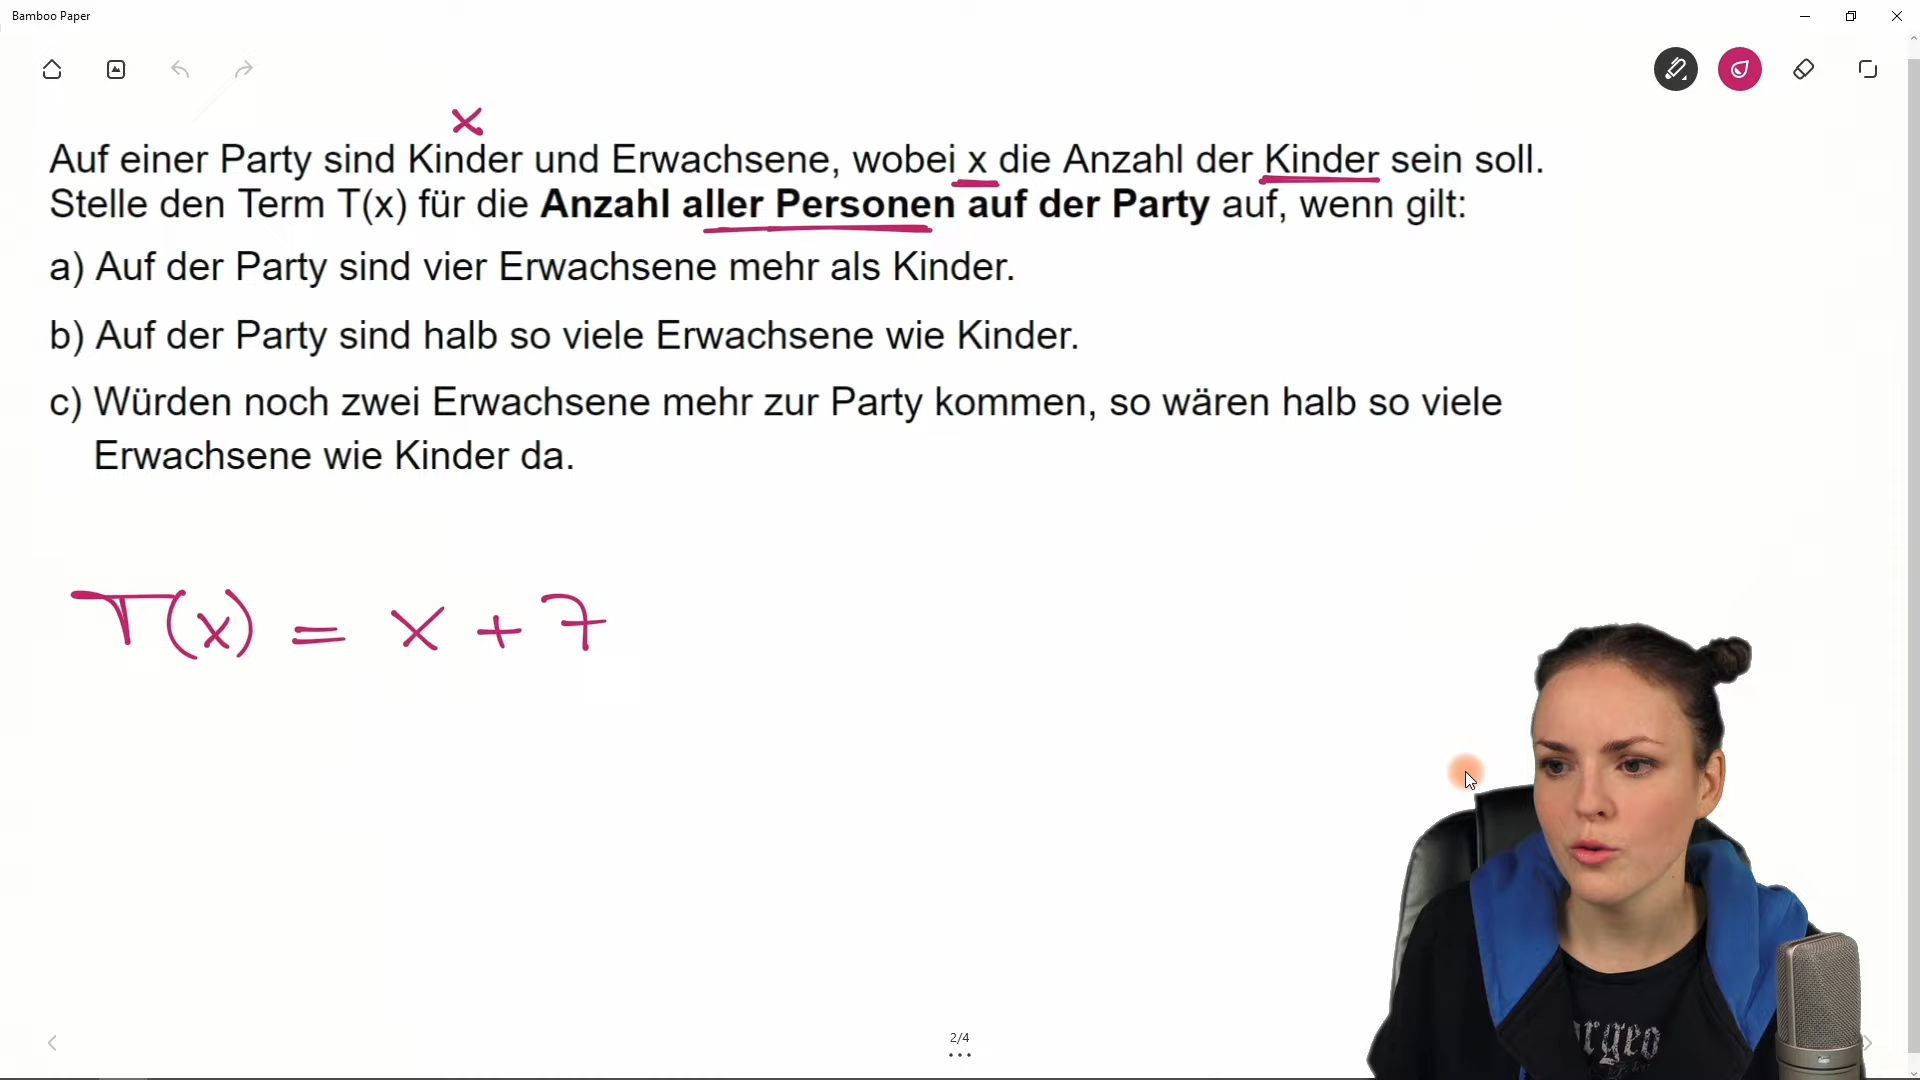 Bamboo Paper
x
Auf einer Party sind Kinder und Erwachsene, wobei x die Anzahl der Kinder sein soll.
Stelle den Term T(x) für die Anzahl aller Personen auf der Party auf, wenn gilt:
a) Auf der Party sind vier Erwachsene mehr als Kinder.
b) Auf der Party sind halb so viele Erwachsene wie Kinder.
c) Würden noch zwei Erwachsene mehr zur Party kommen, so wären halb so viele
Erwachsene wie Kinder da.
T(x) = x + 7
2/4